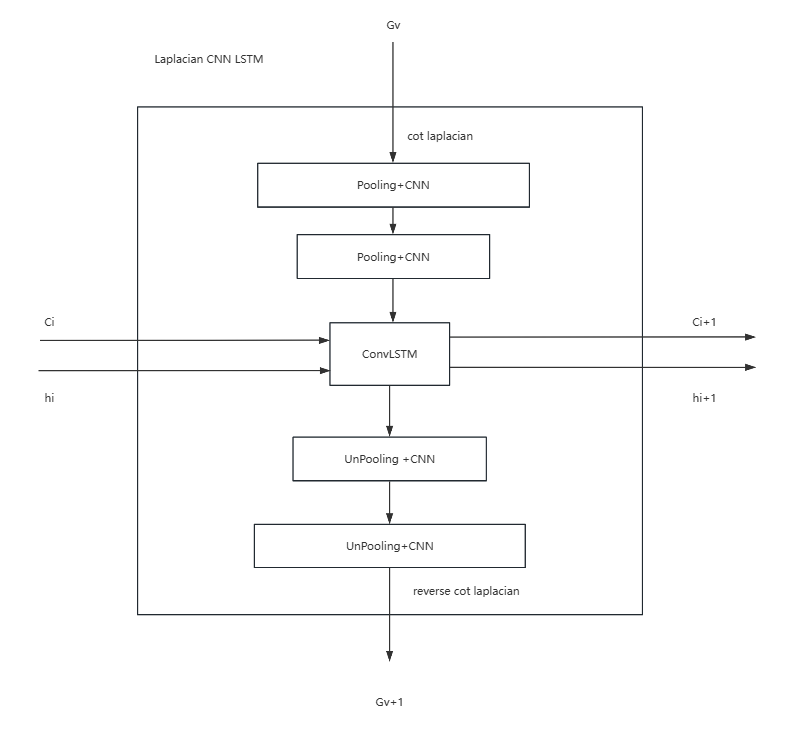 Gv
Laplacian CNN LSTM
cot laplacian
Pooling+CNN
Pooling+CNN
Ci
Ci+1
ConvLSTM
hi
hi+1
UnPooling +CNN
UnPooling+CNN
reverse cot laplacian
Gv+1